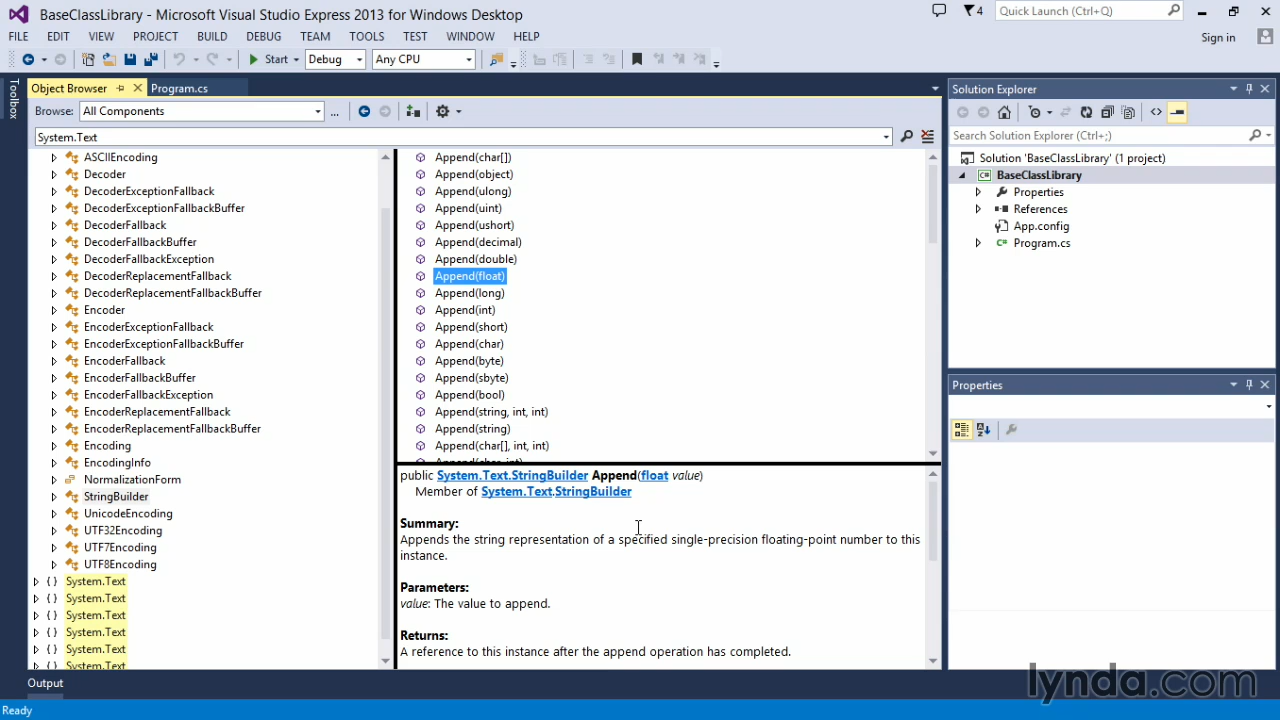 BaseClassLibrary - Microsoft Visual Studio Express 2013 for Windows Desktop
4
Quick Launch (Ctrl+Q)
FILE EDIT VIEW PROJECT BUILD DEBUG TEAM TOOLS TEST WINDOW HELP
Sign in
Start
Debug
Any CPU
Toolbox
Object Browser
Program.cs
Browse:
All Components
...
System.Text
ASCIIEncoding
Decoder
DecoderExceptionFallback
DecoderExceptionFallbackBuffer
DecoderFallback
DecoderFallbackBuffer
DecoderFallbackException
DecoderReplacementFallback
DecoderReplacementFallbackBuffer
Encoder
EncoderExceptionFallback
EncoderExceptionFallbackBuffer
EncoderFallback
EncoderFallbackBuffer
EncoderFallbackException
EncoderReplacementFallback
EncoderReplacementFallbackBuffer
Encoding
EncodingInfo
NormalizationForm
StringBuilder
UnicodeEncoding
UTF32Encoding
UTF7Encoding
UTF8Encoding
System.Text
System.Text
System.Text
System.Text
System.Text
System.Text
Append(char[])
Append(object)
Append(ulong)
Append(uint)
Append(ushort)
Append(decimal)
Append(double)
Append(float)
Append(long)
Append(int)
Append(short)
Append(char)
Append(byte)
Append(sbyte)
Append(bool)
Append(string, int, int)
Append(string)
Append(char[], int, int)
Append(char, int)
public System.Text.StringBuilder Append(float value)
Member of System.Text.StringBuilder
Summary:
Appends the string representation of a specified single-precision floating-point number to this
instance.
Parameters:
value: The value to append.
Returns:
A reference to this instance after the append operation has completed.
Solution Explorer
Search Solution Explorer (Ctrl+;)
Solution 'BaseClassLibrary' (1 project)
BaseClassLibrary
Properties
References
App.config
Program.cs
Properties
Output
Ready
lynda.com